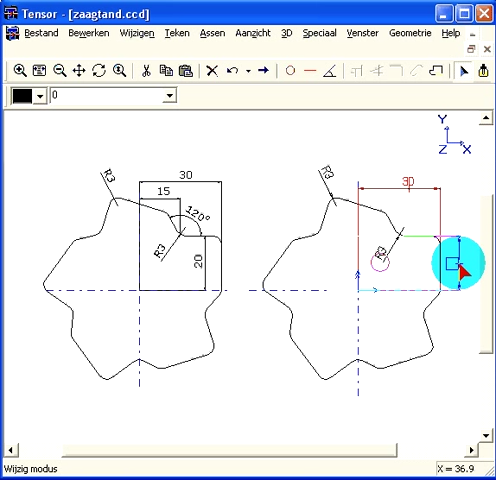 Tensor - [zaagtand.ccd]
Bestand Bewerken Wijzigen Teken Assen Aanzicht 3D Speciaal Venster Geometrie Help
0
Y
Z X
R3 30 R3 30
15
120°
R3 20 R3
Wijzig modus X = 36.9